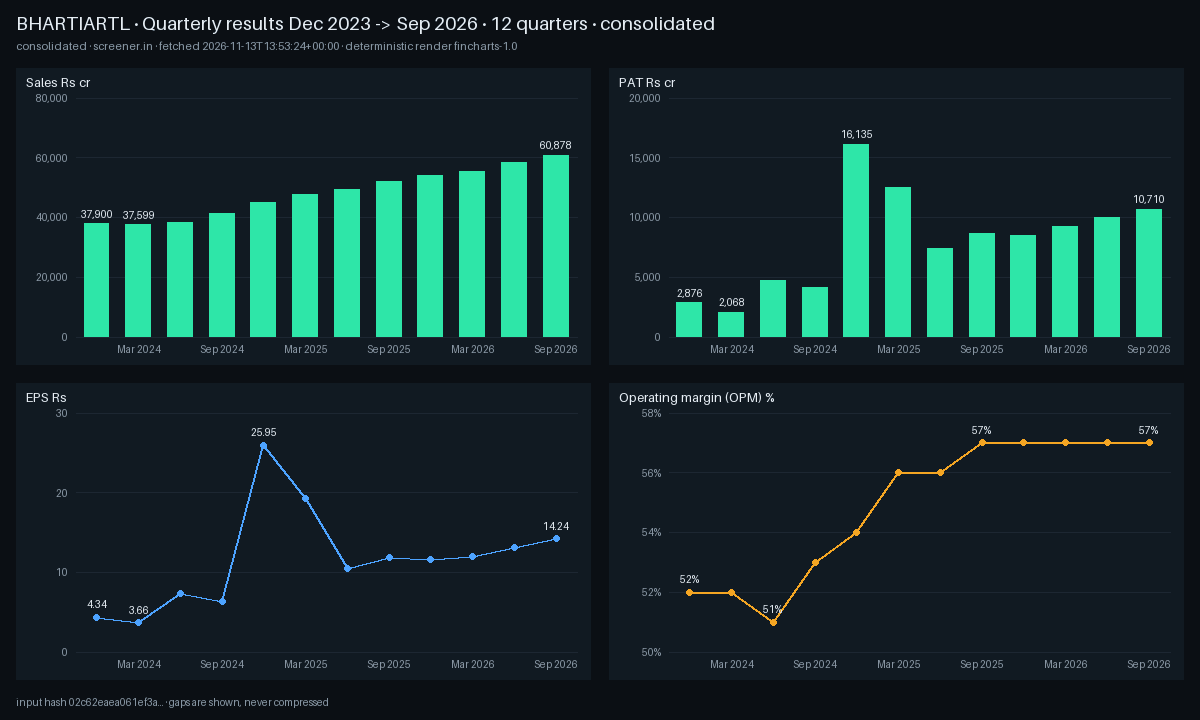 BHARTIARTL · Quarterly results Dec 2023 -> Sep 2026 · 12 quarters · consolidated
consolidated · screener.in · fetched 2026-11-13T13:53:24+00:00 · deterministic render fincharts-1.0
Sales Rs cr
80,000
60,000
40,000
20,000
0
37,900
37,599
60,878
Mar 2024
Sep 2024
Mar 2025
Sep 2025
Mar 2026
Sep 2026
PAT Rs cr
20,000
15,000
10,000
5,000
0
2,876
2,068
16,135
10,710
Mar 2024
Sep 2024
Mar 2025
Sep 2025
Mar 2026
Sep 2026
EPS Rs
30
20
10
0
4.34
3.66
25.95
14.24
Mar 2024
Sep 2024
Mar 2025
Sep 2025
Mar 2026
Sep 2026
Operating margin (OPM) %
58%
56%
54%
52%
50%
52%
51%
57%
57%
Mar 2024
Sep 2024
Mar 2025
Sep 2025
Mar 2026
Sep 2026
input hash 02c62eaea061ef3a… · gaps are shown, never compressed